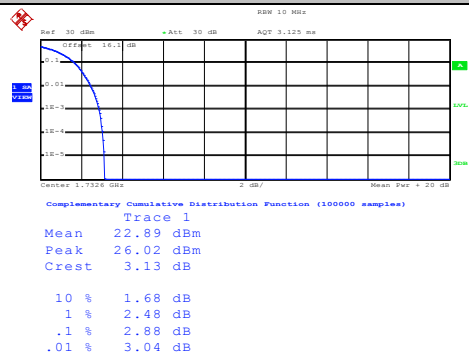 RBW 10 MHz
Ref 30 dBm * Att 30 dB AQT 3.125 ms
Offset 16.1 dB
0.1
A
1 SA
VIEW
0.01
1E-3
LVL
1E-4
1E-5
3DB
Center 1.7326 GHz 2 dB/ Mean Pwr + 20 dB
Complementary Cumulative Distribution Function (100000 samples)
Trace 1
Mean 22.89 dBm
Peak 26.02 dBm
Crest 3.13 dB
10 % 1.68 dB
1 % 2.48 dB
.1 % 2.88 dB
.01 % 3.04 dB